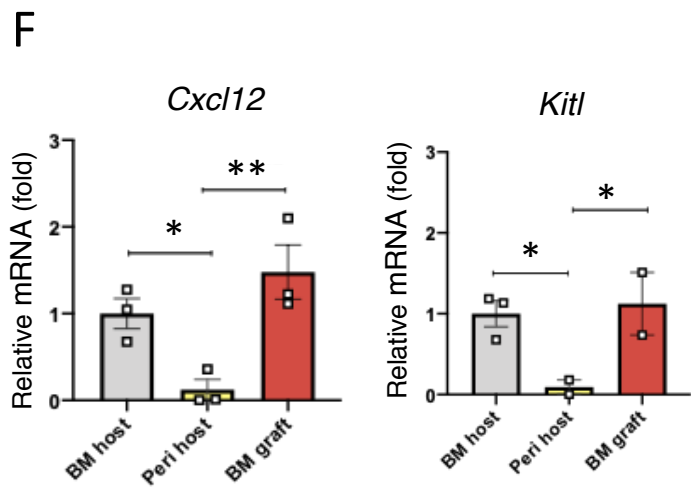 F
Cxcl12
Relative mRNA (fold)
3
2
1
0
*
**
BM host
Peri host
BM graft
Kitl
Relative mRNA (fold)
3
2
1
0
*
*
BM host
Peri host
BM graft